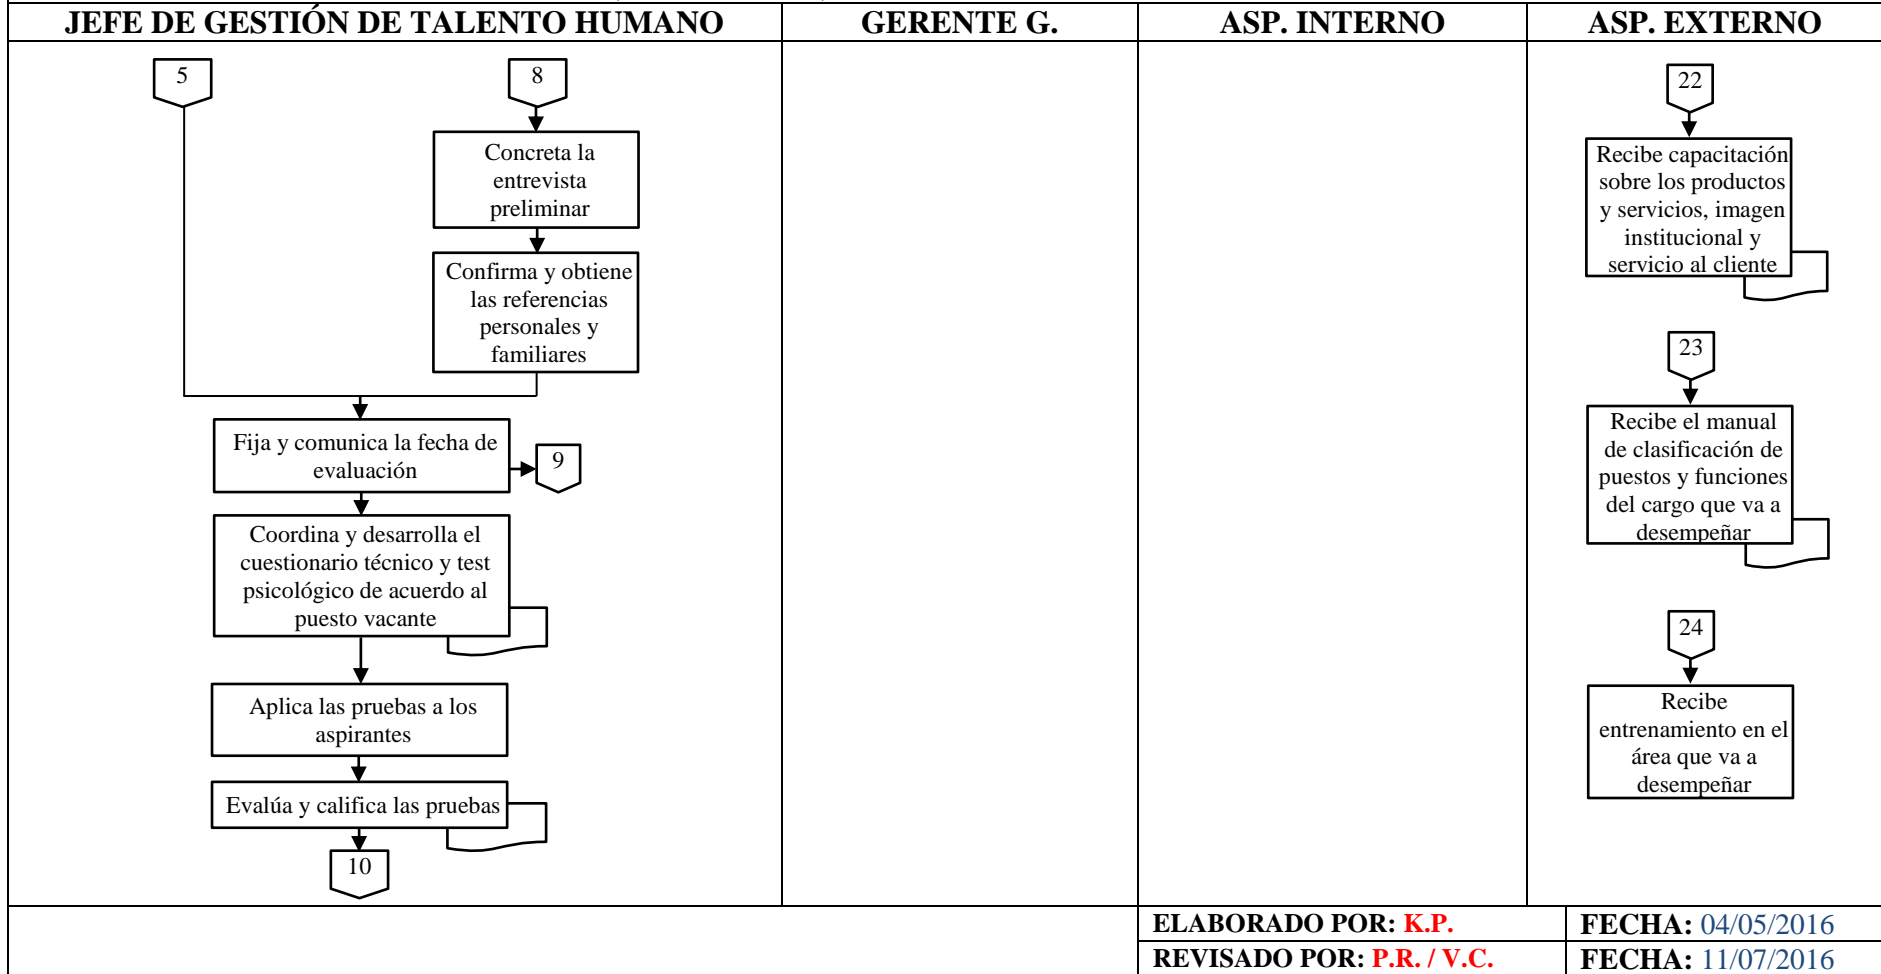 JEFE DE GESTIÓN DE TALENTO HUMANO
GERENTE G.
ASP. INTERNO
ASP. EXTERNO
5
8
Concreta la
entrevista
preliminar
Confirma y obtiene
las referencias
personales y
familiares
Fija y comunica la fecha de
evaluación
9
Coordina y desarrolla el
cuestionario técnico y test
psicológico de acuerdo al
puesto vacante
Aplica las pruebas a los
aspirantes
Evalúa y califica las pruebas
10
22
Recibe capacitación
sobre los productos
y servicios, imagen
institucional y
servicio al cliente
23
Recibe el manual
de clasificación de
puestos y funciones
del cargo que va a
desempeñar
24
Recibe
entrenamiento en el
área que va a
desempeñar
ELABORADO POR: K.P.
FECHA: 04/05/2016
REVISADO POR: P.R. / V.C.
FECHA: 11/07/2016